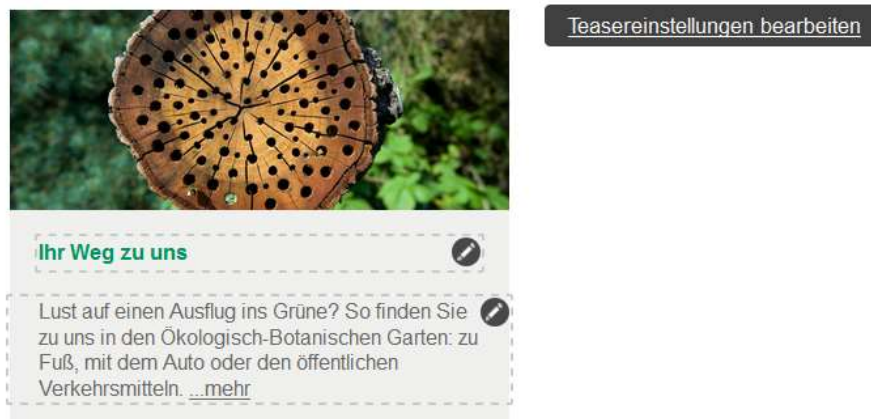 Teasereinstellungen bearbeiten
Ihr Weg zu uns
Lust auf einen Ausflug ins Grüne? So finden Sie
zu uns in den Ökologisch-Botanischen Garten: zu
Fuß, mit dem Auto oder den öffentlichen
Verkehrsmitteln. ...mehr